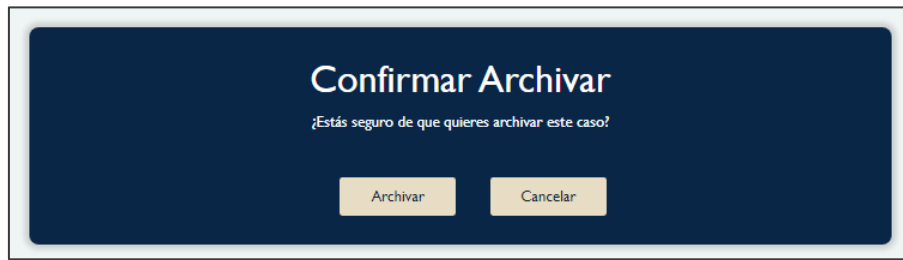 Confirmar Archivar
¿Estás seguro de que quieres archivar este caso?
Archivar
Cancelar